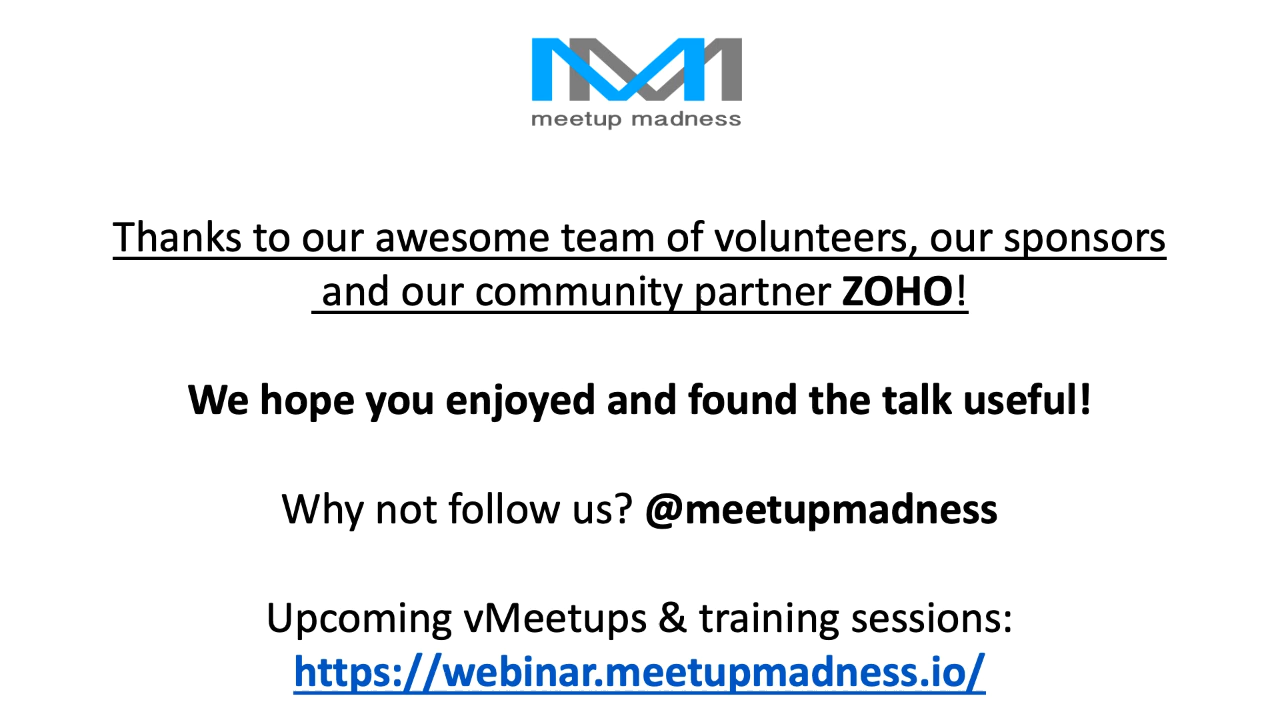 meetup madness
Thanks to our awesome team of volunteers, our sponsors
and our community partner ZOHO!
We hope you enjoyed and found the talk useful!
Why not follow us? @meetupmadness
Upcoming vMeetups & training sessions:
https://webinar.meetupmadness.io/